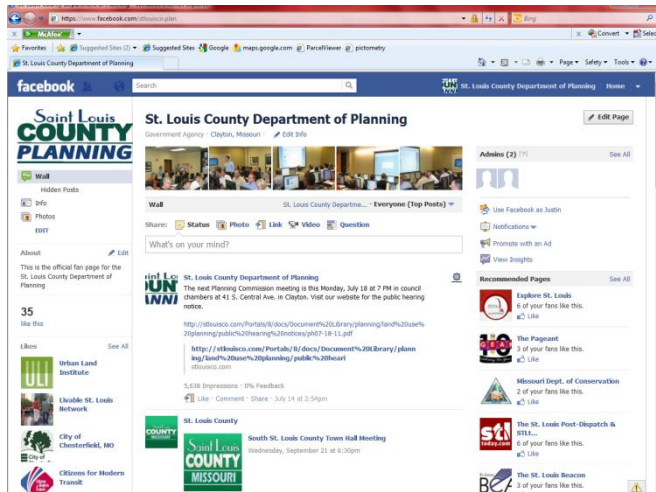 https://www.facebook.com/stlouisco.plan
Bing
McAfee
Convert
Select
Favorites
Suggested Sites (2)
Suggested Sites
Google
maps.google.com
ParcelViewer
pictometry
St. Louis County Department of Planning
Page
Safety
Tools
facebook
Search
St. Louis County Department of Planning
Home
Saint Louis
COUNTY
PLANNING
Wall
Hidden Posts
Info
Photos
EDIT
About
Edit
This is the official fan page for the
St. Louis County Department of
Planning
35
like this
Likes
See All
ULI
Urban Land
Institute
Livable St. Louis
Network
City of
Chesterfield, MO
Citizens for Modern
Transit
St. Louis County Department of Planning
Government Agency · Clayton, Missouri · Edit Info
Wall
St. Louis County Departme... · Everyone (Top Posts)
Share:
Status
Photo
Link
Video
Question
What's on your mind?
St. Louis County Department of Planning
The next Planning Commission meeting is this Monday, July 18 at 7 PM in council
chambers at 41 S. Central Ave. in Clayton. Visit our website for the public hearing
notice.
http://stlouisco.com/Portals/8/docs/Document%20Library/planning/land%20use%
20planning/public%20hearing%20notices/ph07-18-11.pdf
http://stlouisco.com/Portals/8/docs/Document%20Library/plann
ing/land%20use%20planning/public%20heari
stlouisco.com
5,638 Impressions · 0% Feedback
Like · Comment · Share · July 14 at 2:54pm
St. Louis County
COUNTY
South St. Louis County Town Hall Meeting
Wednesday, September 21 at 6:30pm
Saint Louis
COUNTY
MISSOURI
Edit Page
Admins (2) [?]
See All
Use Facebook as Justin
Notifications
Promote with an Ad
View Insights
Recommended Pages
See All
Explore St. Louis
6 of your fans like this.
Like
The Pageant
3 of your fans like this.
Like
Missouri Dept. of Conservation
2 of your fans like this.
Like
stl
today.com
The St. Louis Post-Dispatch &
STLt...
6 of your fans like this.
Like
The St. Louis Beacon
3 of your fans like this.
Like